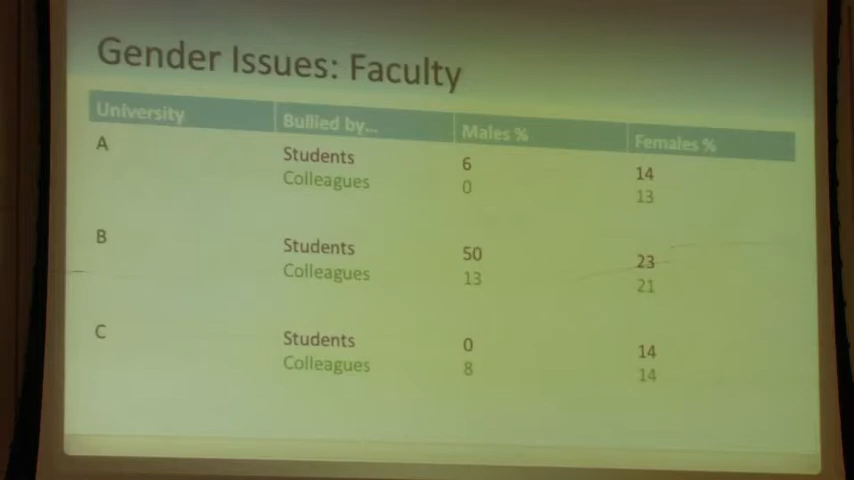 Gender Issues: Faculty
University Bullied by... Males % Females %
A Students 6 14
Colleagues 0 13
B Students 50 23
Colleagues 13 21
C Students 0 14
Colleagues 8 14